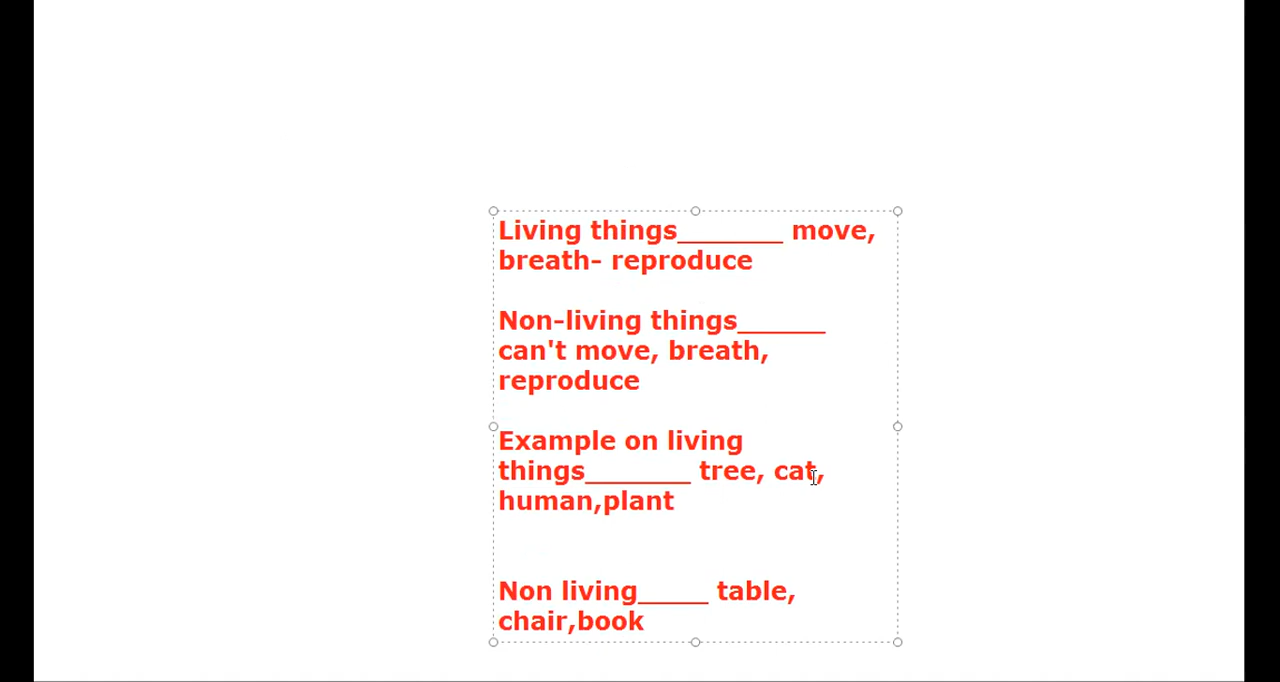 Living things________ move,
breath- reproduce
Non-living things______
can't move, breath,
reproduce
Example on living
things________ tree, cat,
human,plant
Non living_____ table,
chair,book